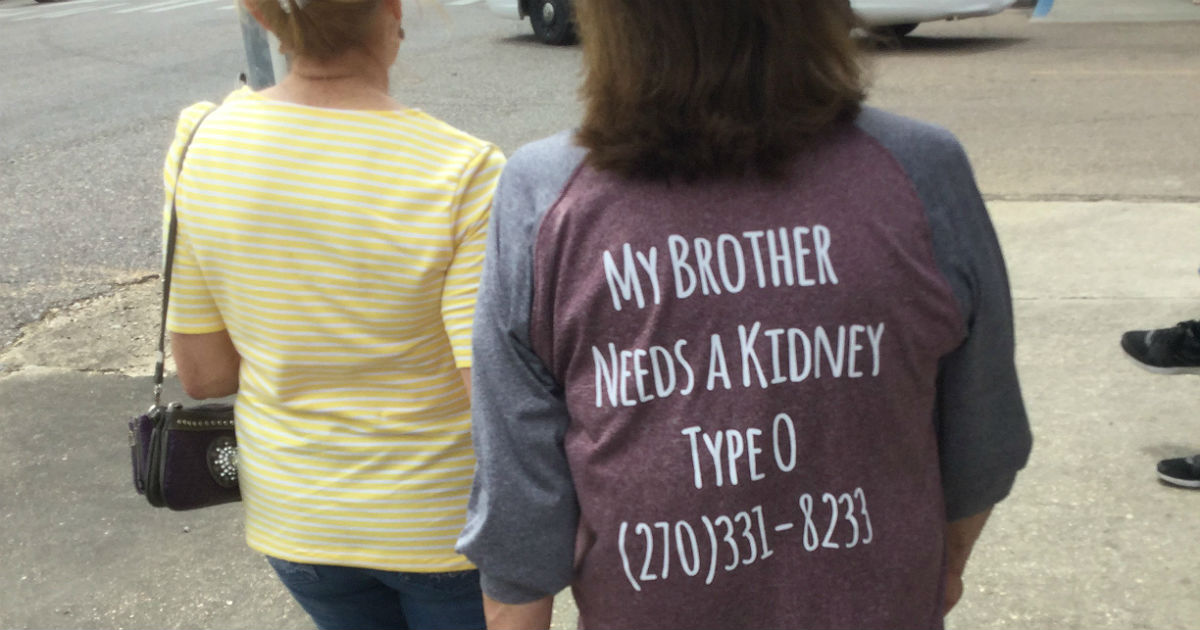 My Brother
Needs a Kidney
Type O
(270)331-8233